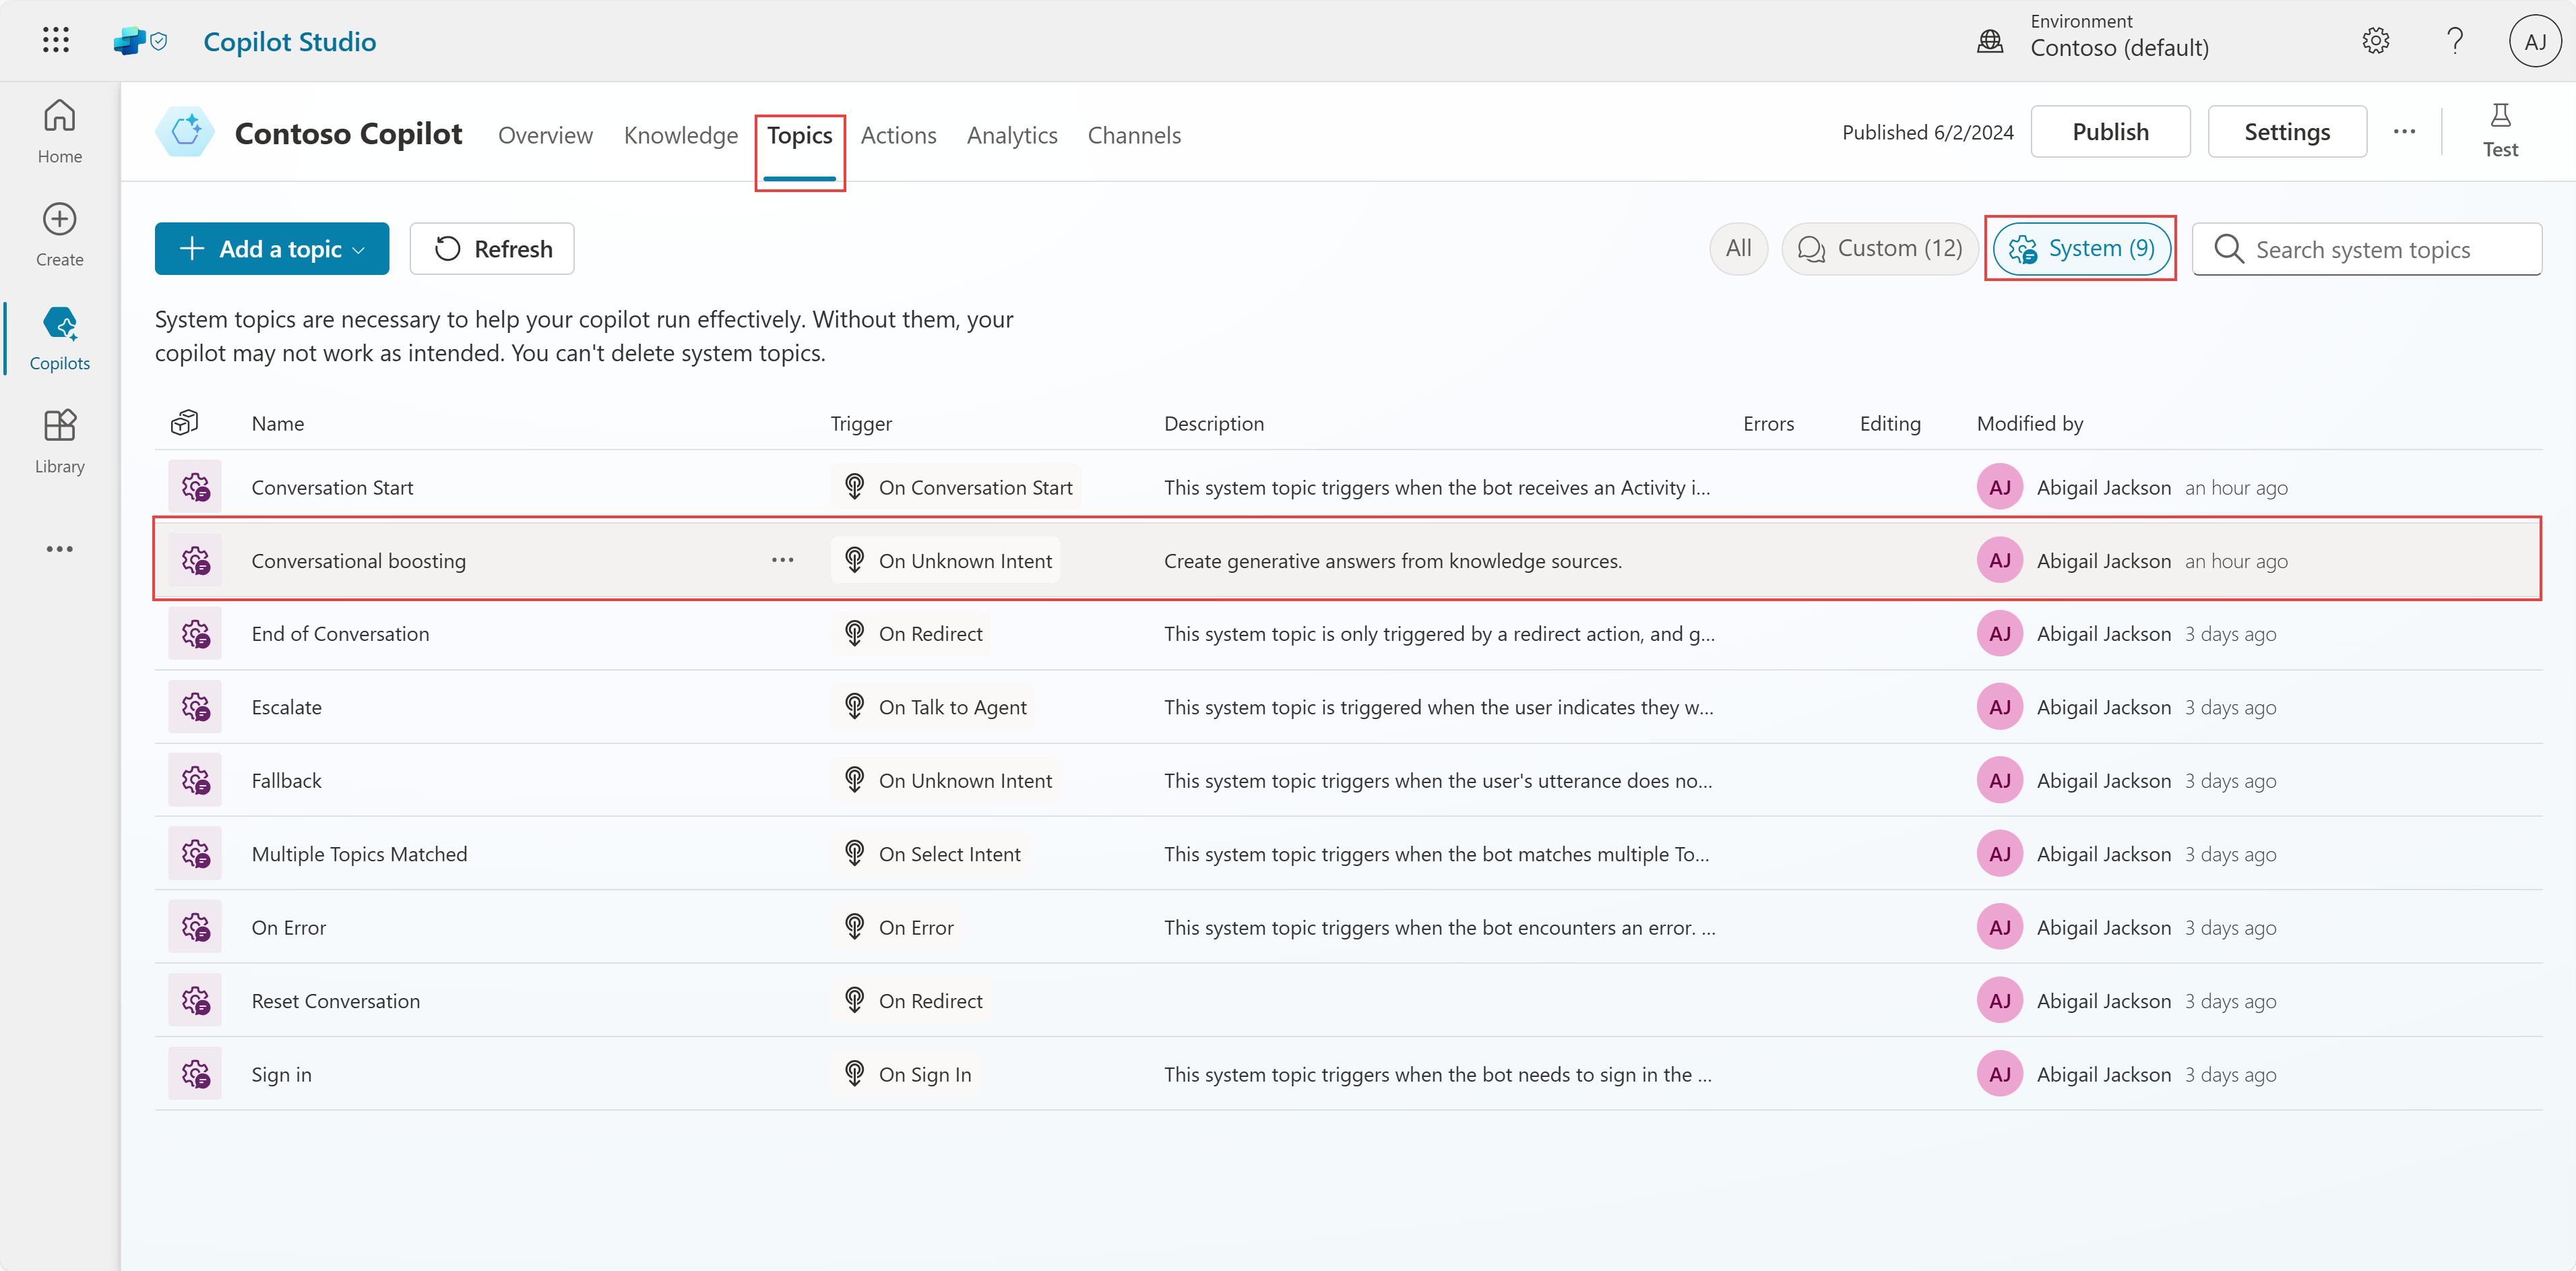 Copilot Studio
Environment
Contoso (default)
AJ
Home
Create
Copilots
Library
Contoso Copilot
Overview
Knowledge
Topics
Actions
Analytics
Channels
Published 6/2/2024
Publish
Settings
Test
Add a topic
Refresh
All
Custom (12)
System (9)
Search system topics
System topics are necessary to help your copilot run effectively. Without them, your
copilot may not work as intended. You can't delete system topics.
Name Trigger Description Errors Editing Modified by
Conversation Start On Conversation Start This system topic triggers when the bot receives an Activity i... AJ Abigail Jackson an hour ago
Conversational boosting ... On Unknown Intent Create generative answers from knowledge sources. AJ Abigail Jackson an hour ago
End of Conversation On Redirect This system topic is only triggered by a redirect action, and g... AJ Abigail Jackson 3 days ago
Escalate On Talk to Agent This system topic is triggered when the user indicates they w... AJ Abigail Jackson 3 days ago
Fallback On Unknown Intent This system topic triggers when the user's utterance does no... AJ Abigail Jackson 3 days ago
Multiple Topics Matched On Select Intent This system topic triggers when the bot matches multiple To... AJ Abigail Jackson 3 days ago
On Error On Error This system topic triggers when the bot encounters an error. ... AJ Abigail Jackson 3 days ago
Reset Conversation On Redirect AJ Abigail Jackson 3 days ago
Sign in On Sign In This system topic triggers when the bot needs to sign in the ... AJ Abigail Jackson 3 days ago